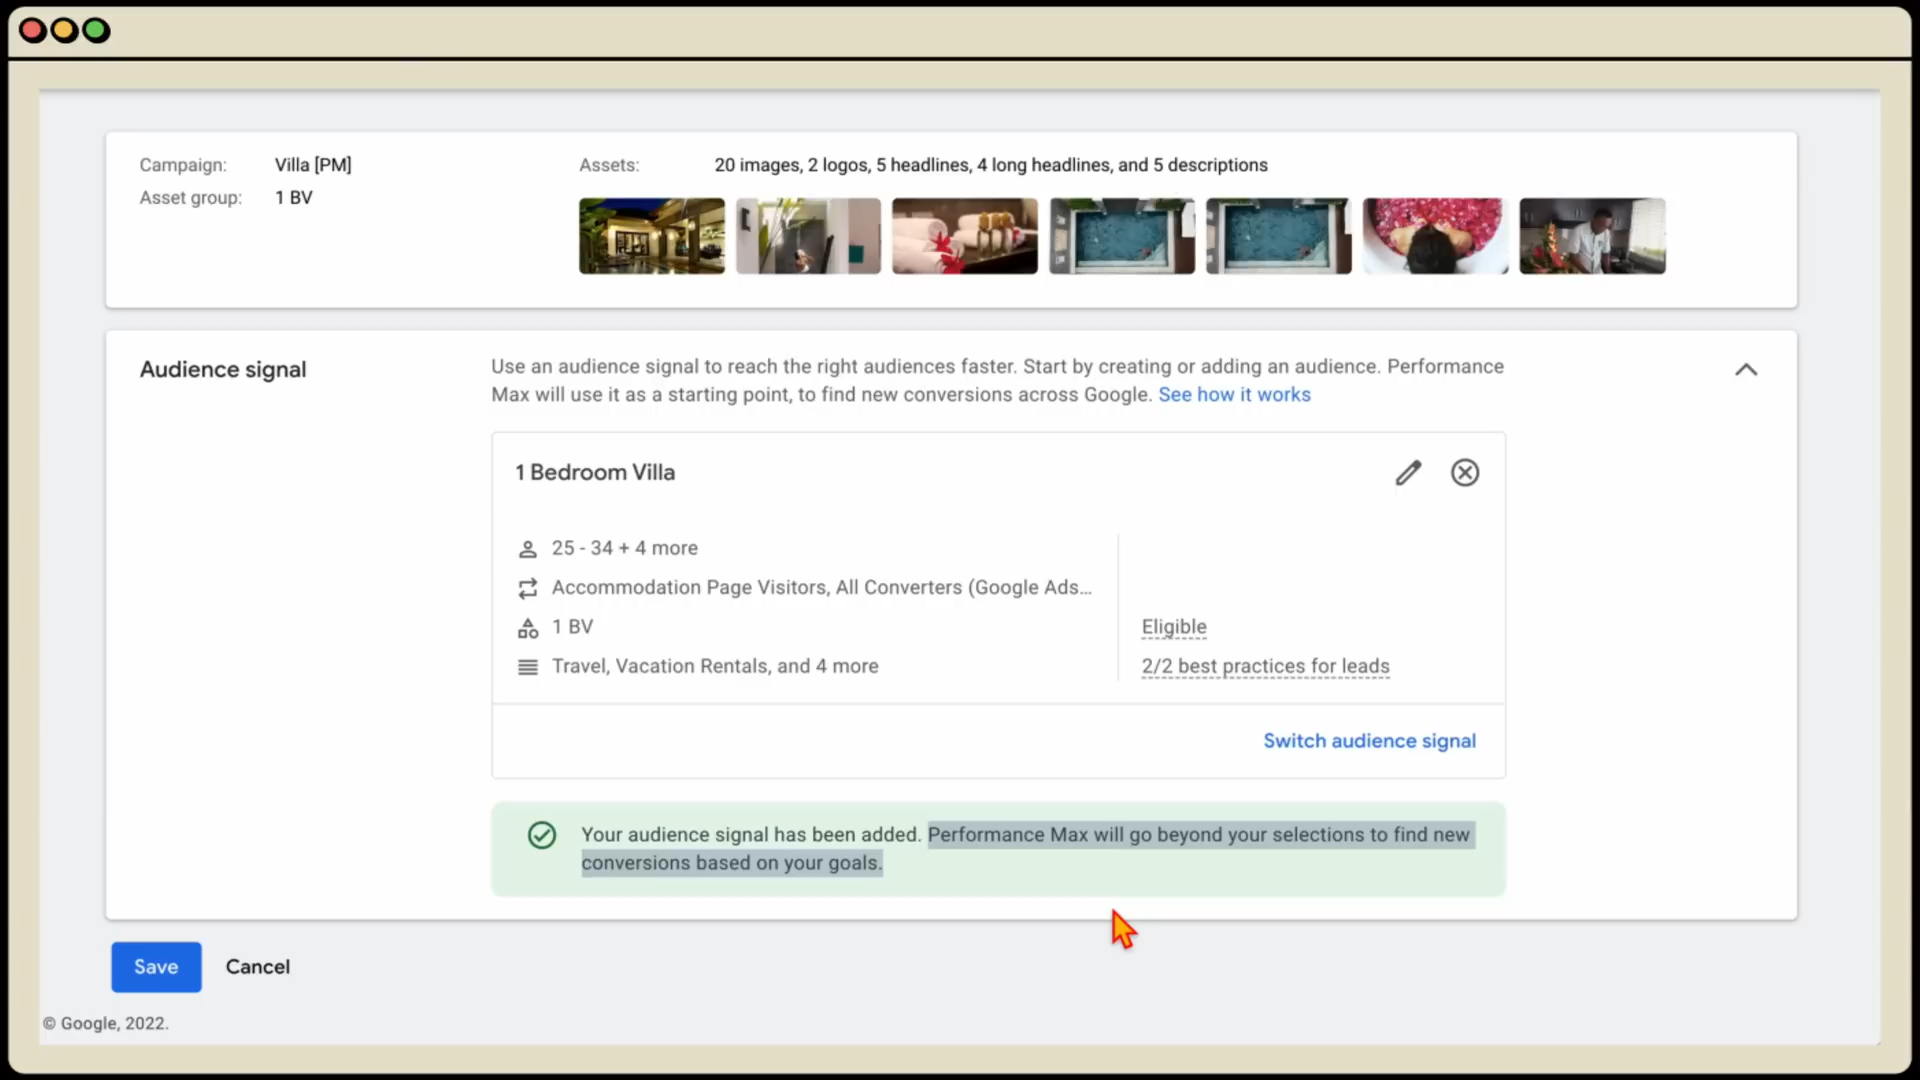 Campaign: Villa [PM]
Asset group: 1 BV
Assets: 20 images, 2 logos, 5 headlines, 4 long headlines, and 5 descriptions
Audience signal
Use an audience signal to reach the right audiences faster. Start by creating or adding an audience. Performance
Max will use it as a starting point, to find new conversions across Google. See how it works
1 Bedroom Villa
25 - 34 + 4 more
Accommodation Page Visitors, All Converters (Google Ads...
1 BV
Eligible
Travel, Vacation Rentals, and 4 more
2/2 best practices for leads
Switch audience signal
Your audience signal has been added. Performance Max will go beyond your selections to find new
conversions based on your goals.
Save
Cancel
© Google, 2022.